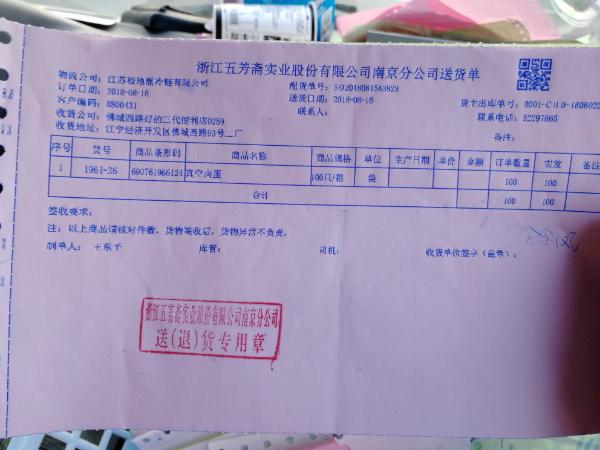 浙江五芳斋实业股份有限公司南京分公司送货单
物流公司：江苏极地熊冷链有限公司 配货单号：SO2018081543823
订单日期：2018-08-16 送货日期：2018-08-16 货卡出库单号：0001-C11D-1808022
客户编码：8800431 联系人： 联系电话：52297865
收货公司：佛城西路好的三代便利店0259 备注：
收货地址：江宁经济开发区佛城西路93号二厂
序号 货号 商品条形码 商品名称 商品规格 单位 生产日期 单价 金额 订单数量 实发 备注
1 1961-36 690761966124 真空卤蛋 100只/箱 袋 100 100
合计 100 100
签收要求：
注：以上商品请核对件数，货物签收后，货物异常不负责。
制单人： 王东平 库管： 司机： 收货单位签字（盖章）：
浙江五芳斋实业股份有限公司南京分公司
送(退)货专用章